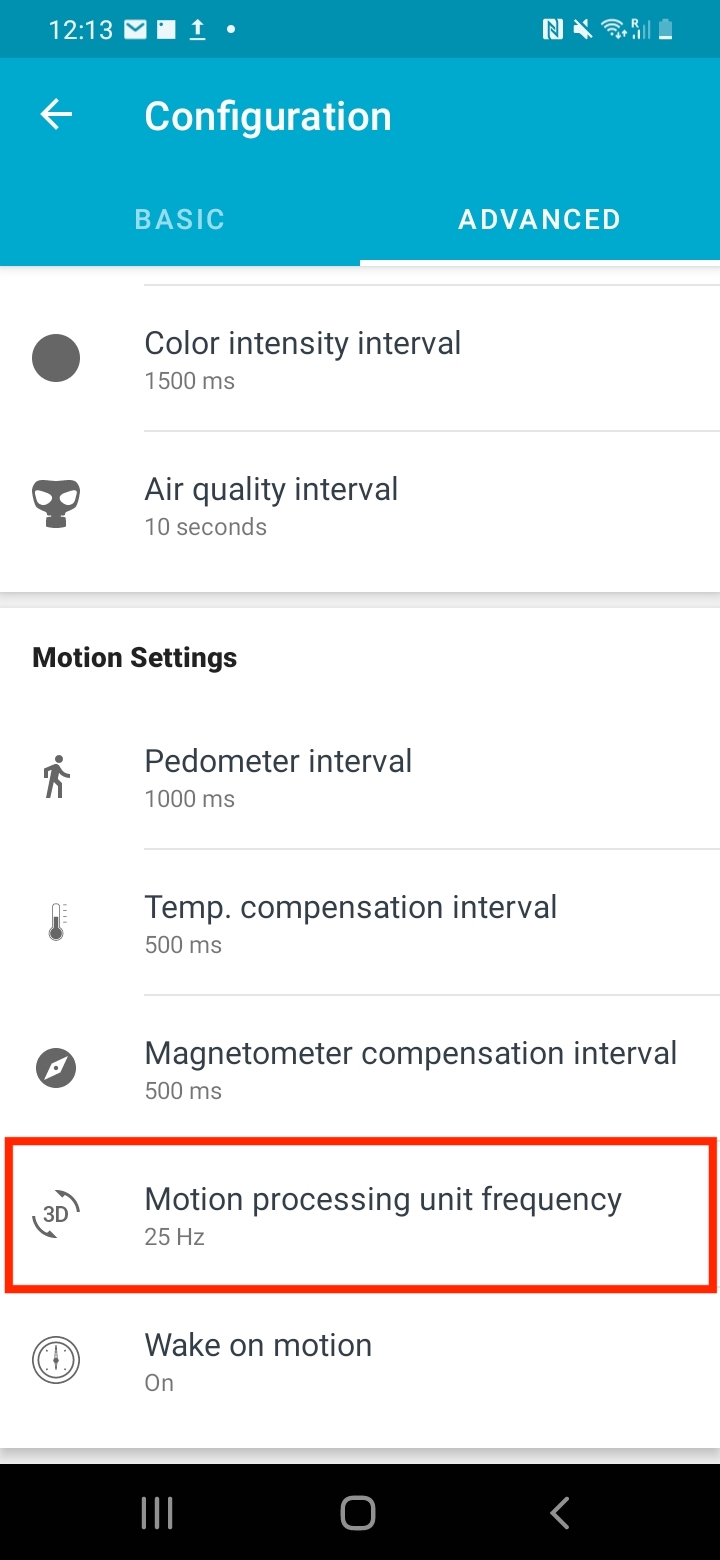 12:13
Configuration
BASIC
ADVANCED
Color intensity interval
1500 ms
Air quality interval
10 seconds
Motion Settings
Pedometer interval
1000 ms
Temp. compensation interval
500 ms
Magnetometer compensation interval
500 ms
3D
Motion processing unit frequency
25 Hz
Wake on motion
On